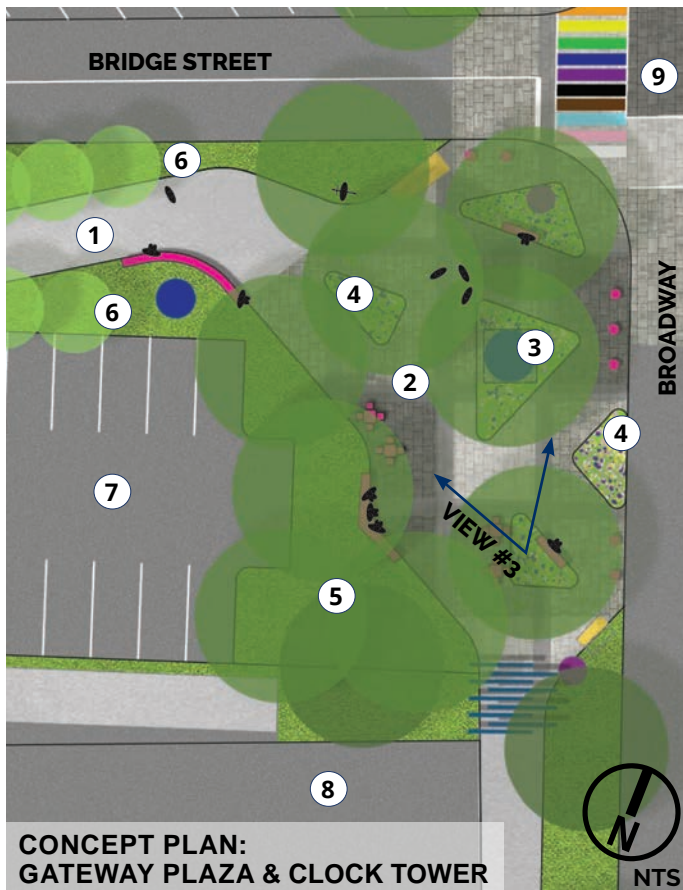 BRIDGE STREET
9
6
1
4
6
3
2
BROADWAY
4
7
VIEW #3
5
8
N
CONCEPT PLAN:
GATEWAY PLAZA & CLOCK TOWER
NTS